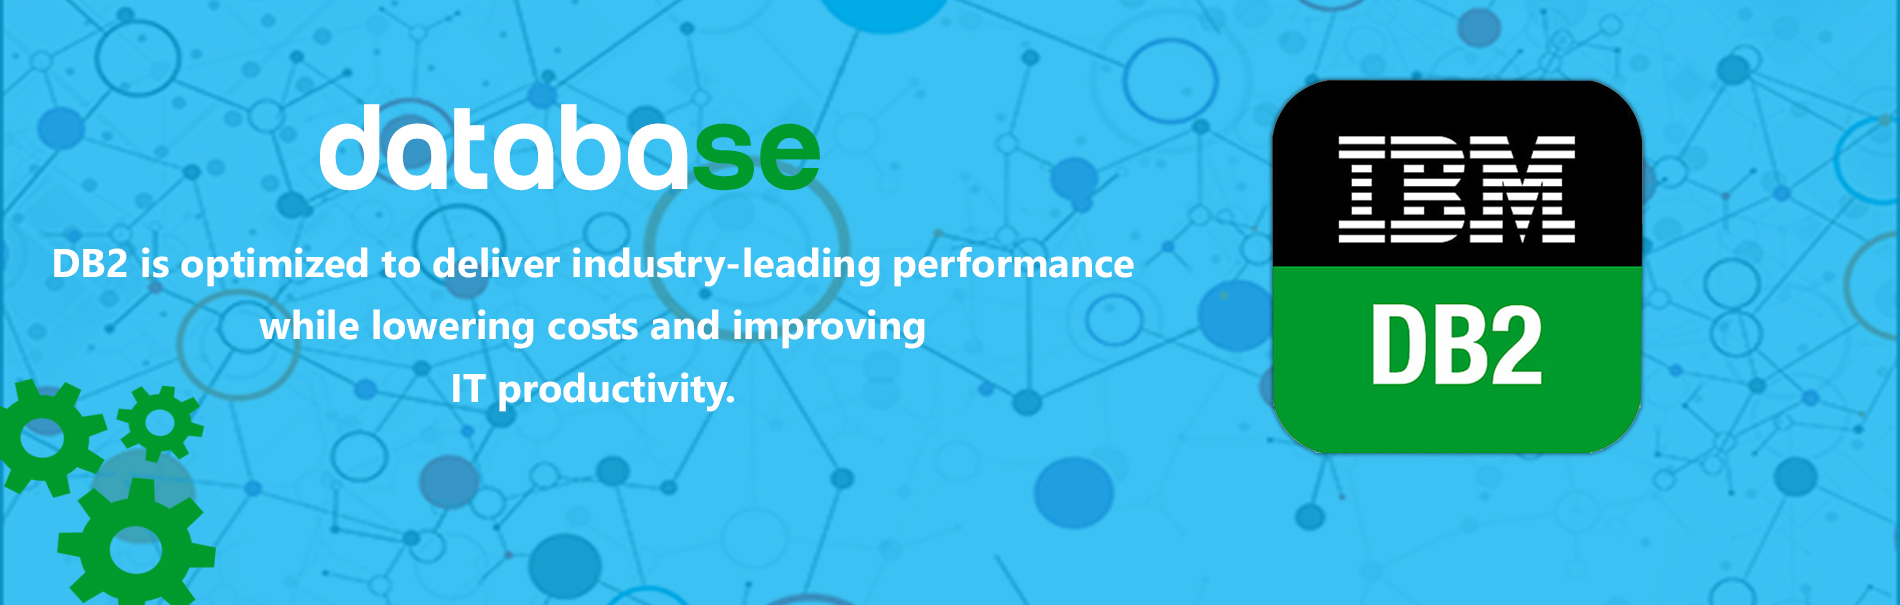 database
DB2 is optimized to deliver industry-leading performance
while lowering costs and improving
IT productivity.
IBM
DB2